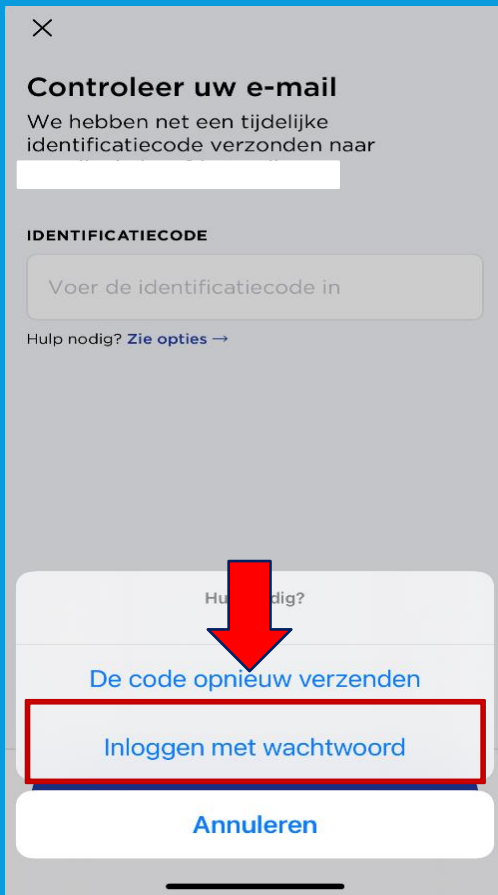 Controleer uw e-mail
We hebben net een tijdelijke
identificatiecode verzonden naar
IDENTIFICATIECODE
Voer de identificatiecode in
Hulp nodig? Zie opties →
De code opnieuw verzenden
Inloggen met wachtwoord
Annuleren